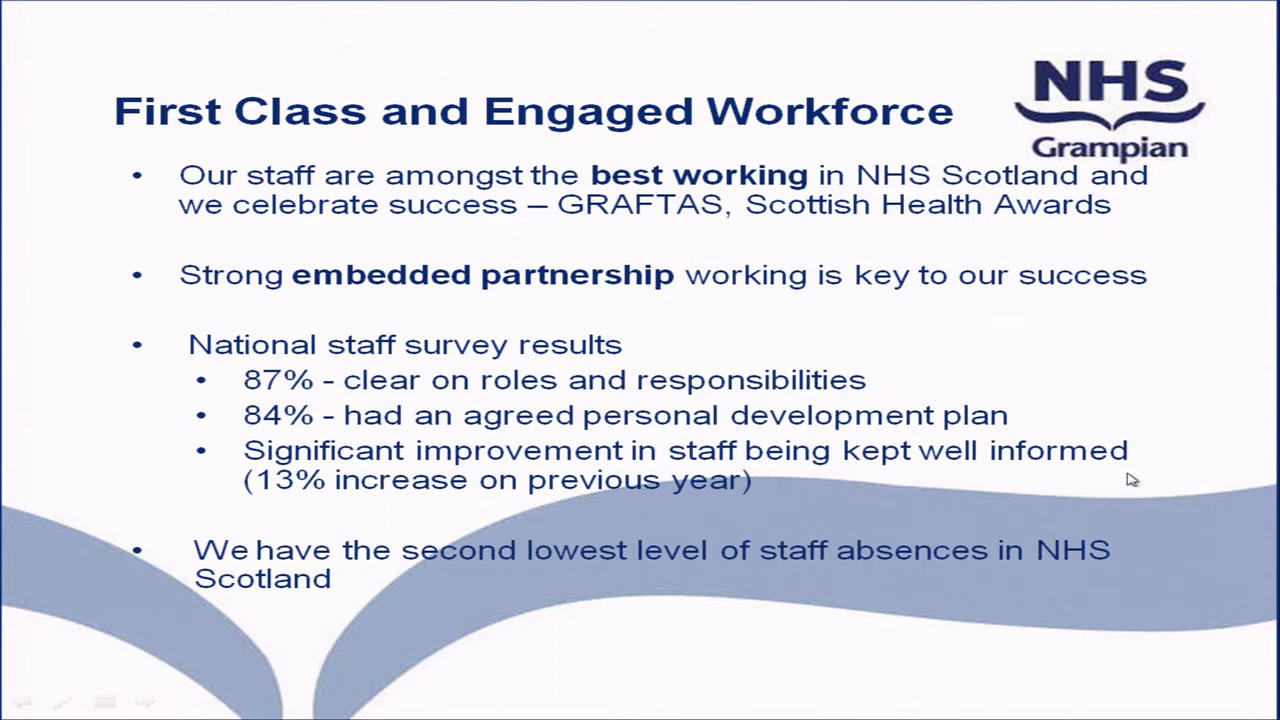 NHS
Grampian
First Class and Engaged Workforce
• Our staff are amongst the best working in NHS Scotland and
we celebrate success – GRAFTAS, Scottish Health Awards
• Strong embedded partnership working is key to our success
• National staff survey results
• 87% - clear on roles and responsibilities
• 84% - had an agreed personal development plan
• Significant improvement in staff being kept well informed
(13% increase on previous year)
• We have the second lowest level of staff absences in NHS
Scotland